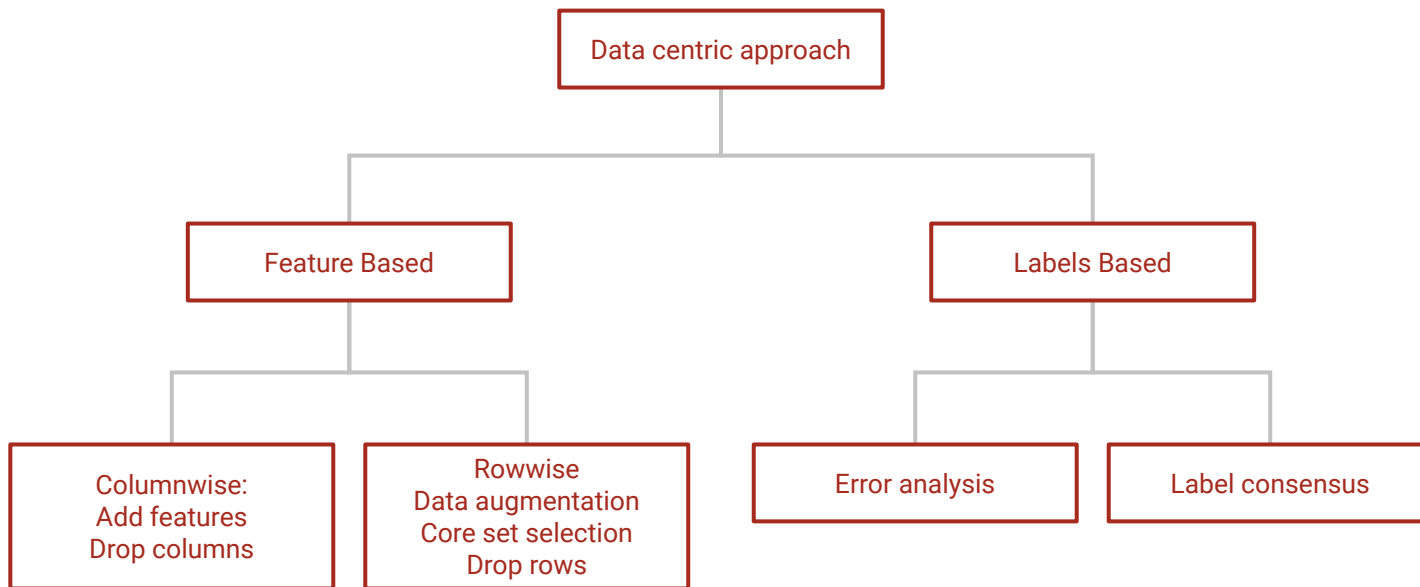 Data centric approach
Feature Based
Labels Based
Columnwise:
Add features
Drop columns
Rowwise
Data augmentation
Core set selection
Drop rows
Error analysis
Label consensus